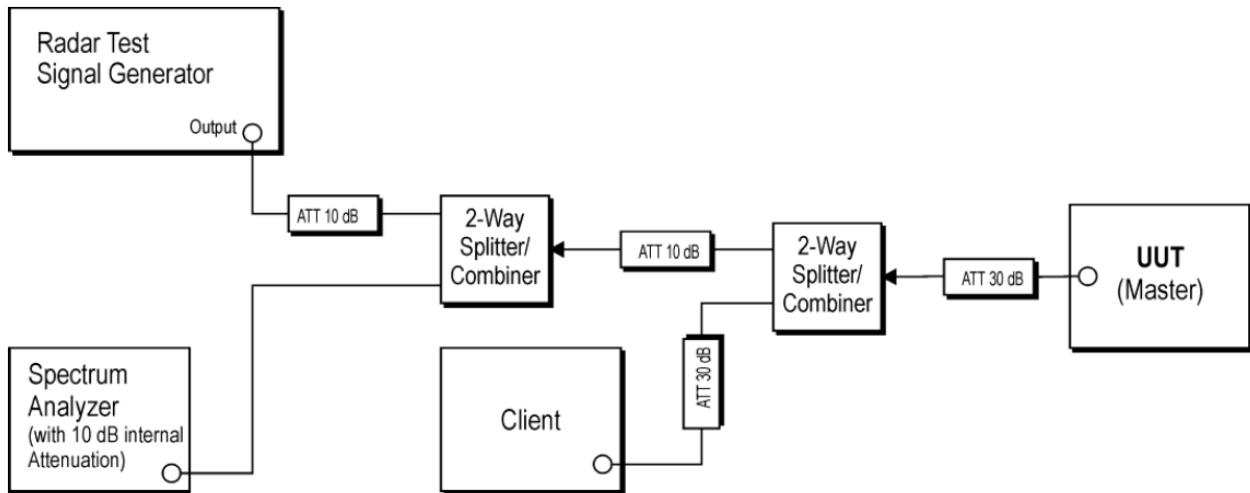 Radar Test
Signal Generator
Output
ATT 10 dB
2-Way
Splitter/
Combiner
ATT 10 dB
2-Way
Splitter/
Combiner
ATT 30 dB
UUT
(Master)
ATT 30 dB
Spectrum
Analyzer
(with 10 dB internal
Attenuation)
Client